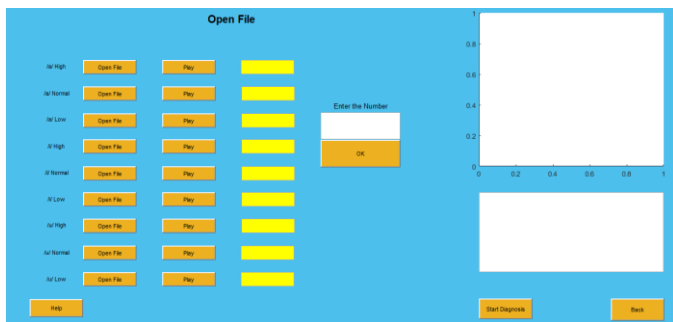 Open File
/a/ High Open File Play
/a/ Normal Open File Play
/a/ Low Open File Play
/i/ High Open File Play
/i/ Normal Open File Play
/i/ Low Open File Play
/u/ High Open File Play
/u/ Normal Open File Play
/u/ Low Open File Play
Enter the Number
OK
1
0.8
0.6
0.4
0.2
0
0 0.2 0.4 0.6 0.8 1
Help
Start Diagnosis
Back